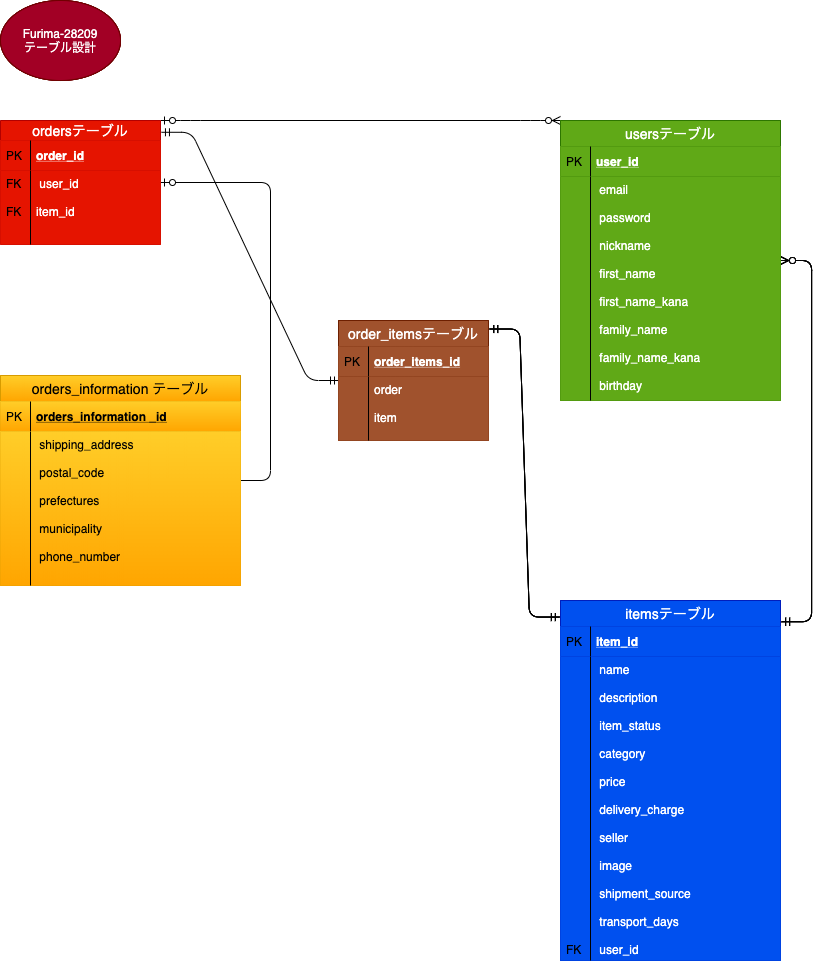 Furima-28209
テーブル設計
ordersテーブル
PK order_id
FK user_id
FK item_id
usersテーブル
PK user_id
email
password
nickname
first_name
first_name_kana
family_name
family_name_kana
birthday
order_itemsテーブル
PK order_items_id
order
item
orders_information テーブル
PK orders_information _id
shipping_address
postal_code
prefectures
municipality
phone_number
itemsテーブル
PK item_id
name
description
item_status
category
price
delivery_charge
seller
image
shipment_source
transport_days
FK user_id